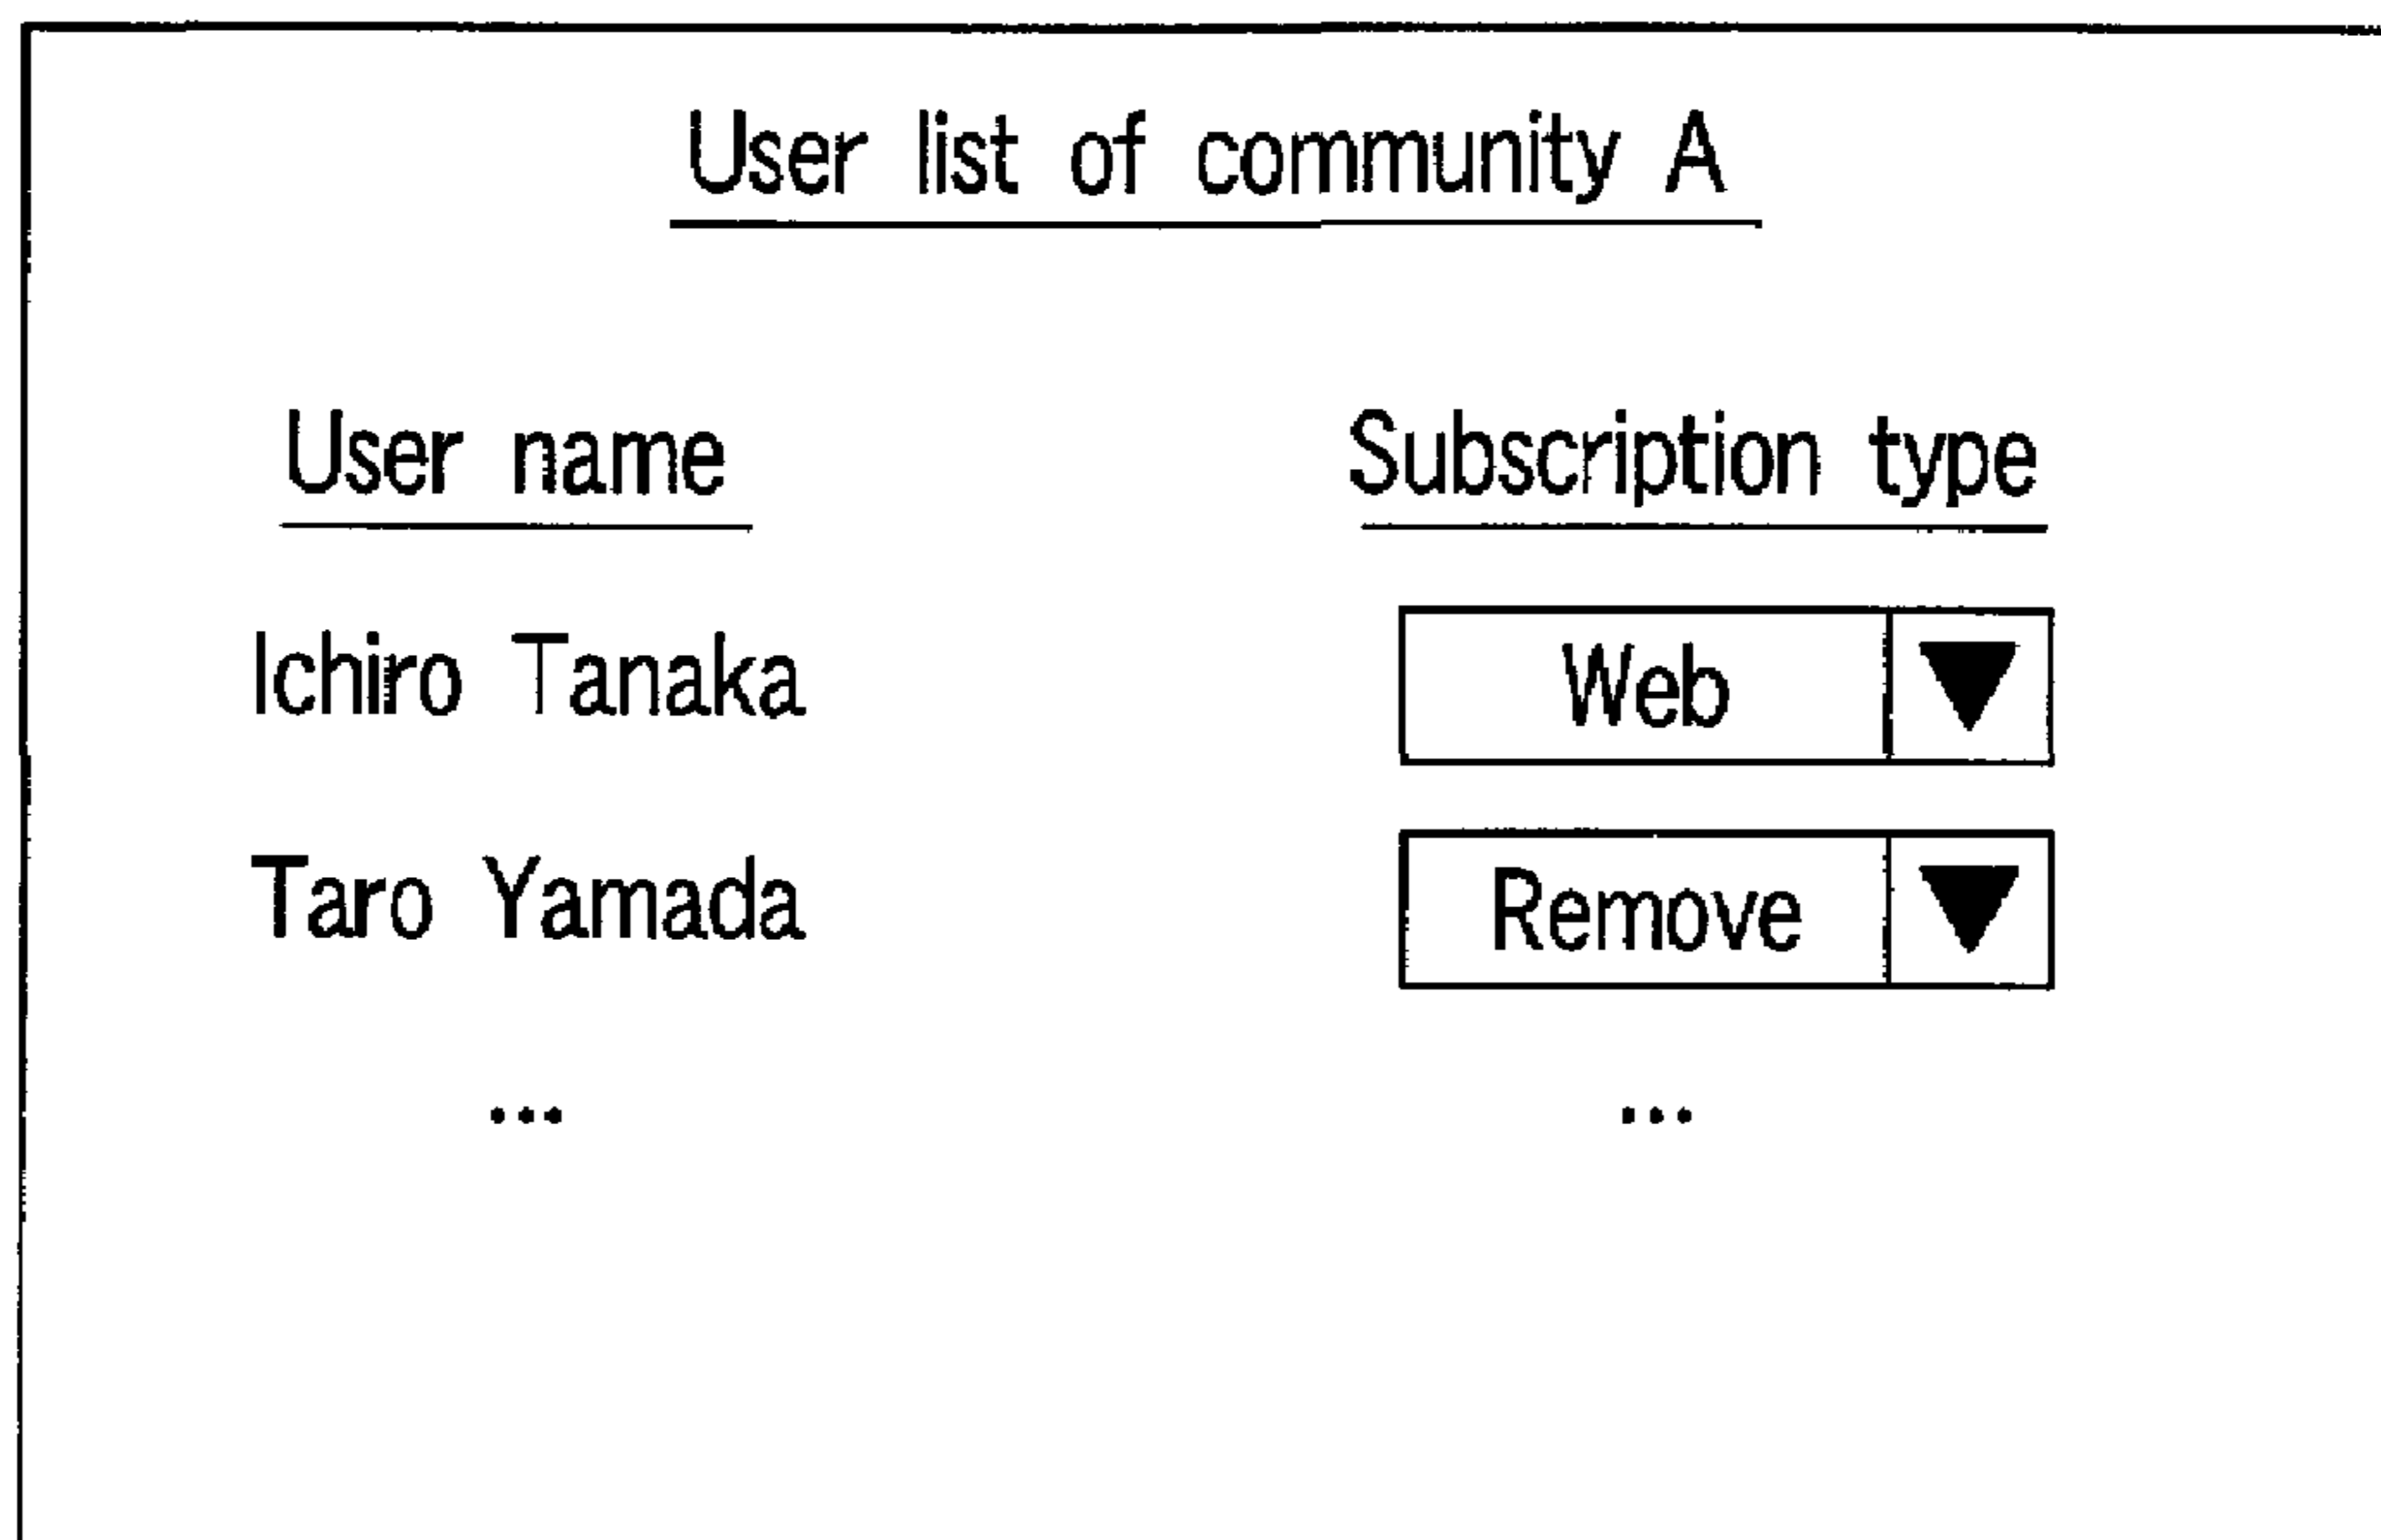 User list of community A
User name Subscription type
Ichiro Tanaka Web
Taro Yamada Remove
... ...